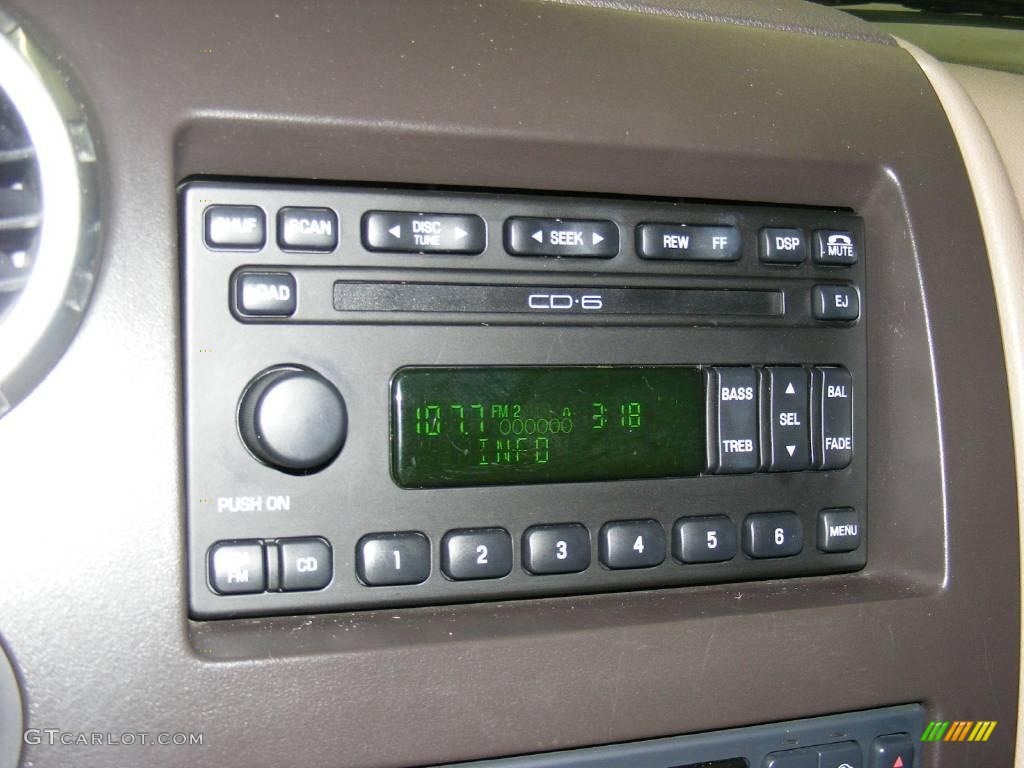 SHUF SCAN DISC TUNE SEEK REW FF DSP MUTE
LOAD CD·6 EJ
BASS SEL BAL
107.7 FM 2 3:18
000000
INFO
TREB FADE
PUSH ON
FM CD 1 2 3 4 5 6 MENU
GTCARLOT.COM